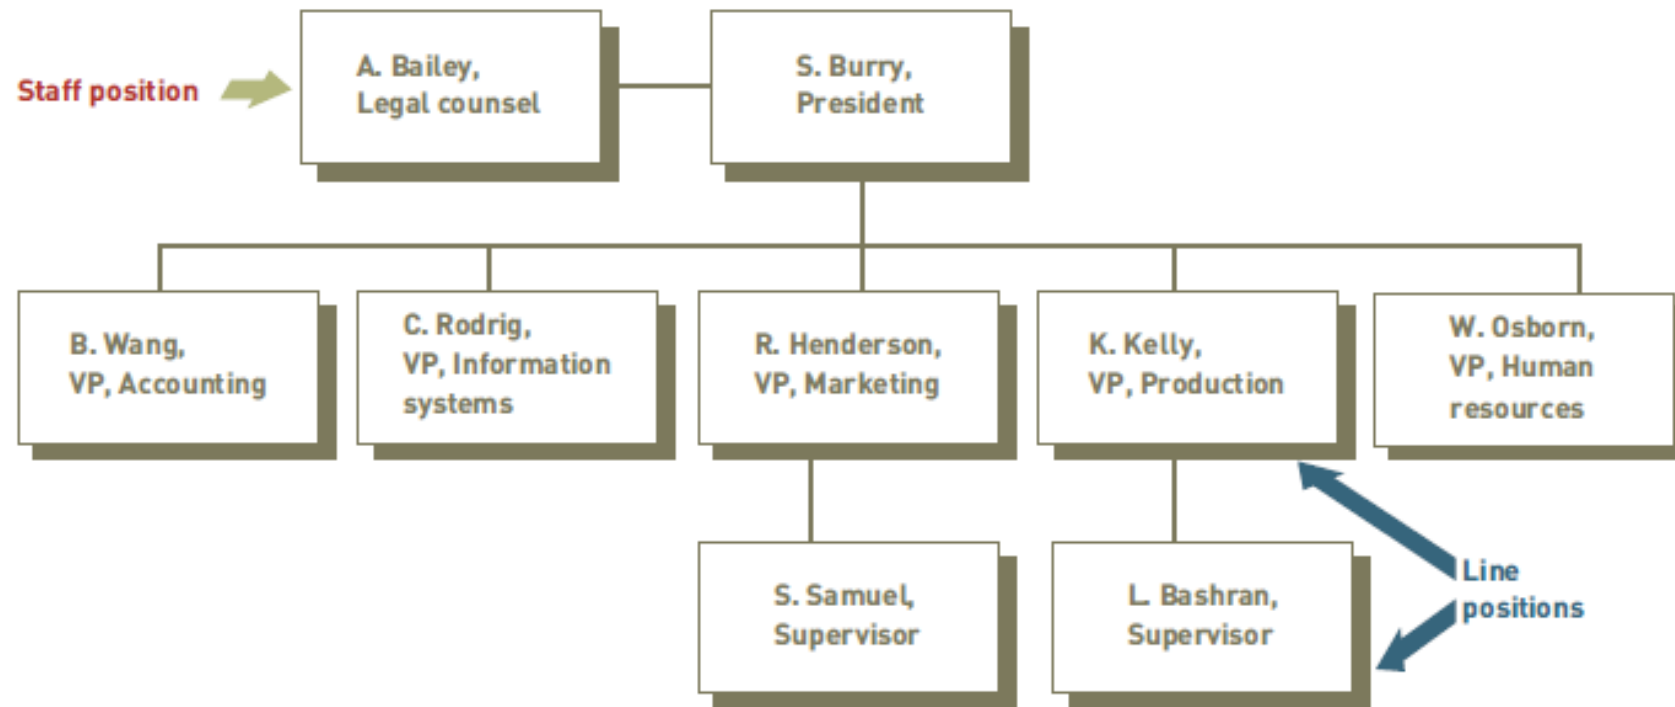 Staff position
A. Bailey,
Legal counsel
S. Burry,
President
B. Wang,
VP, Accounting
C. Rodrig,
VP, Information
systems
R. Henderson,
VP, Marketing
K. Kelly,
VP, Production
W. Osborn,
VP, Human
resources
S. Samuel,
Supervisor
L. Bashran,
Supervisor
Line
positions